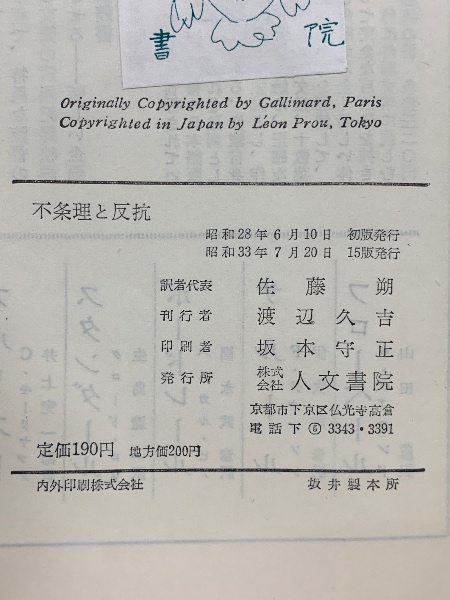 書院
Originally Copyrighted by Gallimard, Paris
Copyrighted in Japan by Léon Prou, Tokyo
不条理と反抗
昭和28年6月10日 初版発行
昭和33年7月20日 15版発行
訳者代表 佐藤朔
刊行者 渡辺久吉
印刷者 坂木守正
発行所 株式会社 人文書院
京都市下京区仏光寺高倉
電話下⑥3343・3391
定価190円 地方価200円
内外印刷株式会社 坂井製本所